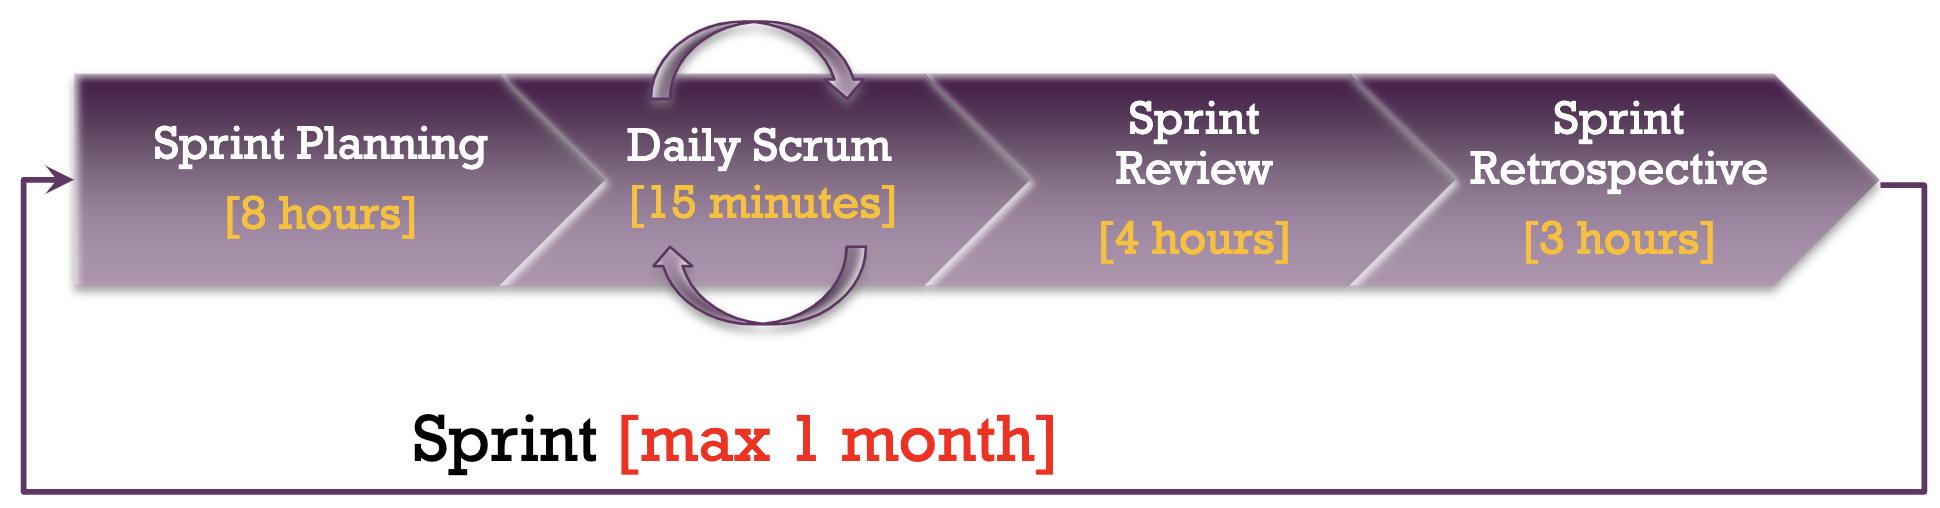 Sprint Planning
[8 hours]
Daily Scrum
[15 minutes]
Sprint
Review
[4 hours]
Sprint
Retrospective
[3 hours]
Sprint [max 1 month]